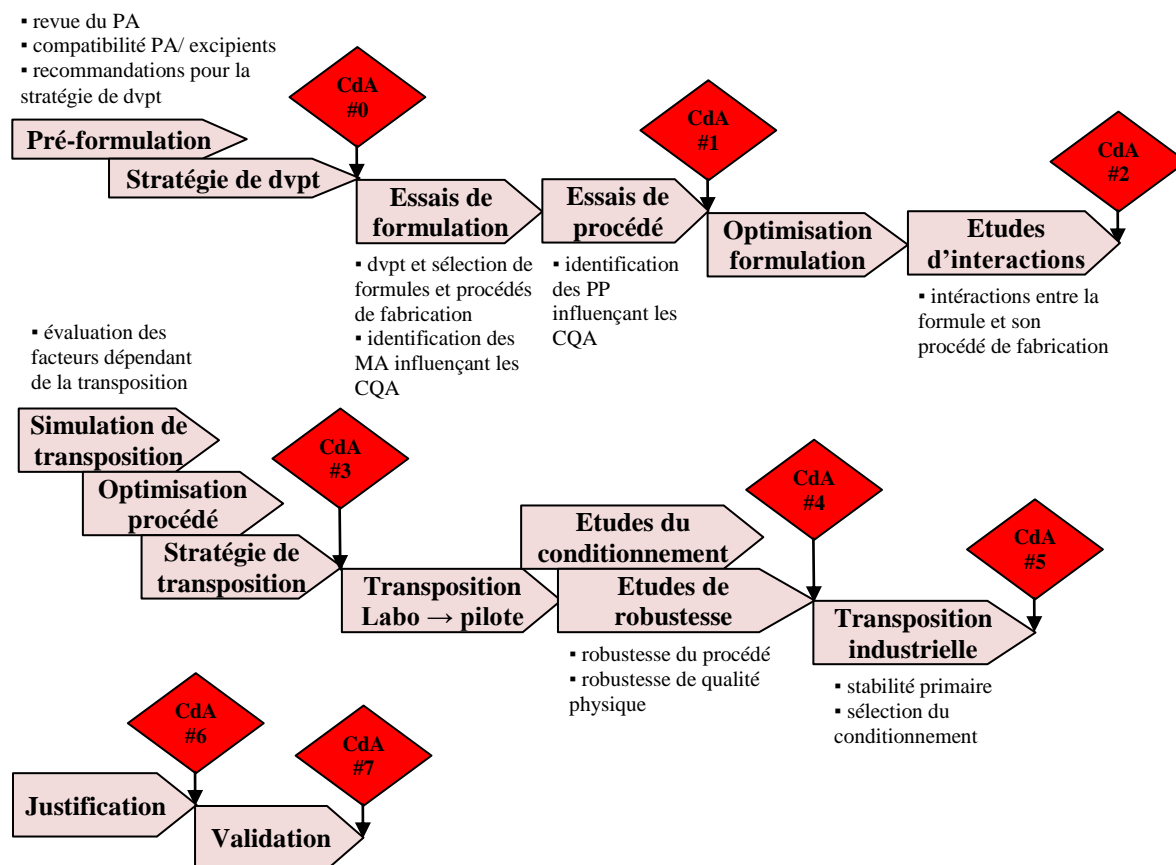 ▪ revue du PA
▪ compatibilité PA/ excipients
▪ recommandations pour la
stratégie de dvpt
CdA
#0
CdA
#1
CdA
#2
Pré-formulation
Stratégie de dvpt
Essais de
formulation
Essais de
procédé
Optimisation
formulation
Etudes
d’interactions
▪ dvpt et sélection de
formules et procédés
de fabrication
▪ identification des
MA influençant les
CQA
▪ identification
des PP
influençant les
CQA
▪ intéractions entre la
formule et son
procédé de fabrication
▪ évaluation des
facteurs dépendant
de la transposition
Simulation de
transposition
Optimisation
procédé
Stratégie de
transposition
CdA
#3
Transposition
Labo → pilote
Etudes du
conditionnement
Etudes de
robustesse
CdA
#4
Transposition
industrielle
CdA
#5
▪ robustesse du procédé
▪ robustesse de qualité
physique
▪ stabilité primaire
▪ sélection du
conditionnement
CdA
#6
CdA
#7
Justification
Validation